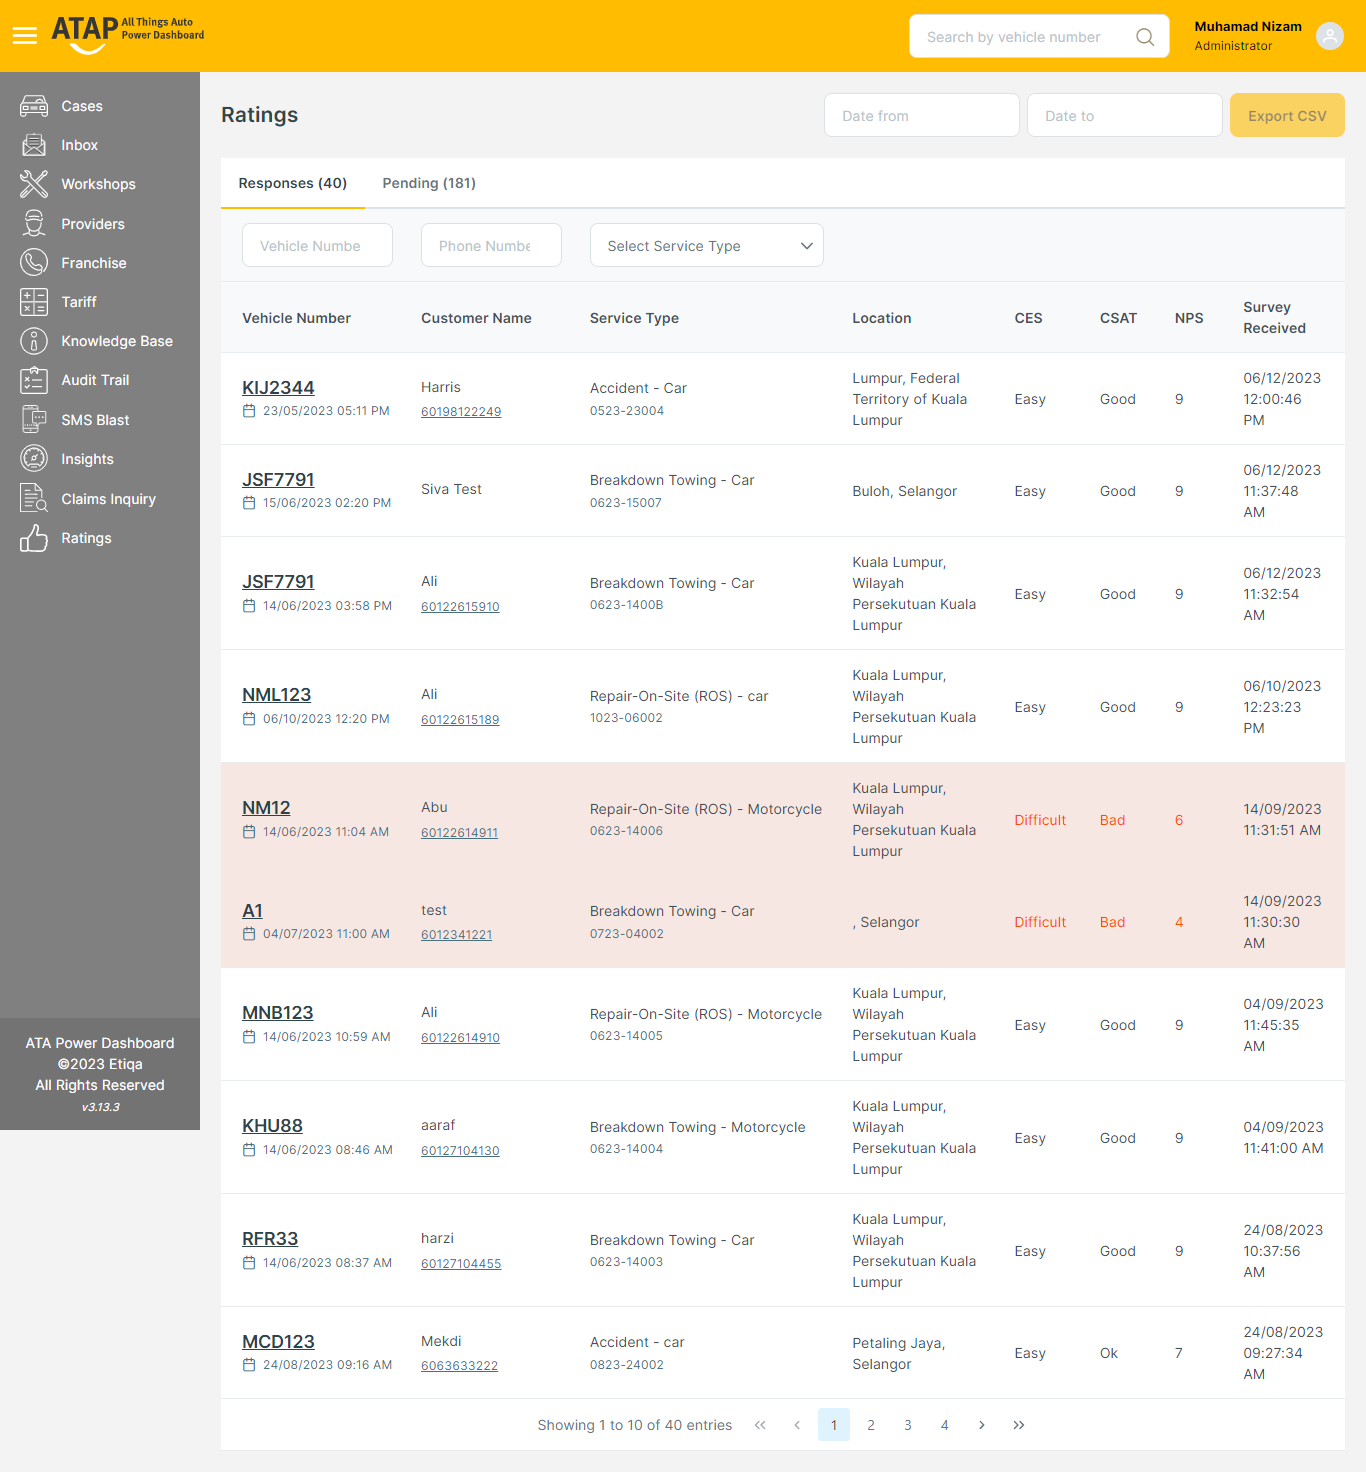 ATAP All Things Auto
Power Dashboard
Search by vehicle number
Muhamad Nizam
Administrator
Cases
Inbox
Workshops
Providers
Franchise
Tariff
Knowledge Base
Audit Trail
SMS Blast
Insights
Claims Inquiry
Ratings
ATA Power Dashboard
©2023 Etiqa
All Rights Reserved
v3.13.3
Ratings
Date from
Date to
Export CSV
Responses (40)
Pending (181)
Vehicle Numbe
Phone Numbe
Select Service Type
Vehicle Number
Customer Name
Service Type
Location
CES
CSAT
NPS
Survey
Received
KIJ2344
23/05/2023 05:11 PM
Harris
60198122249
Accident - Car
0523-23004
Lumpur, Federal
Territory of Kuala
Lumpur
Easy
Good
9
06/12/2023
12:00:46
PM
JSF7791
15/06/2023 02:20 PM
Siva Test
Breakdown Towing - Car
0623-15007
Buloh, Selangor
Easy
Good
9
06/12/2023
11:37:48
AM
JSF7791
14/06/2023 03:58 PM
Ali
60122615910
Breakdown Towing - Car
0623-1400B
Kuala Lumpur,
Wilayah
Persekutuan Kuala
Lumpur
Easy
Good
9
06/12/2023
11:32:54
AM
NML123
06/10/2023 12:20 PM
Ali
60122615189
Repair-On-Site (ROS) - car
1023-06002
Kuala Lumpur,
Wilayah
Persekutuan Kuala
Lumpur
Easy
Good
9
06/10/2023
12:23:23
PM
NM12
14/06/2023 11:04 AM
Abu
60122614911
Repair-On-Site (ROS) - Motorcycle
0623-14006
Kuala Lumpur,
Wilayah
Persekutuan Kuala
Lumpur
Difficult
Bad
6
14/09/2023
11:31:51 AM
A1
04/07/2023 11:00 AM
test
6012341221
Breakdown Towing - Car
0723-04002
, Selangor
Difficult
Bad
4
14/09/2023
11:30:30
AM
MNB123
14/06/2023 10:59 AM
Ali
60122614910
Repair-On-Site (ROS) - Motorcycle
0623-14005
Kuala Lumpur,
Wilayah
Persekutuan Kuala
Lumpur
Easy
Good
9
04/09/2023
11:45:35
AM
KHU88
14/06/2023 08:46 AM
aaraf
60127104130
Breakdown Towing - Motorcycle
0623-14004
Kuala Lumpur,
Wilayah
Persekutuan Kuala
Lumpur
Easy
Good
9
04/09/2023
11:41:00 AM
RFR33
14/06/2023 08:37 AM
harzi
60127104455
Breakdown Towing - Car
0623-14003
Kuala Lumpur,
Wilayah
Persekutuan Kuala
Lumpur
Easy
Good
9
24/08/2023
10:37:56
AM
MCD123
24/08/2023 09:16 AM
Mekdi
6063633222
Accident - car
0823-24002
Petaling Jaya,
Selangor
Easy
Ok
7
24/08/2023
09:27:34
AM
Showing 1 to 10 of 40 entries « ‹ 1 2 3 4 › »